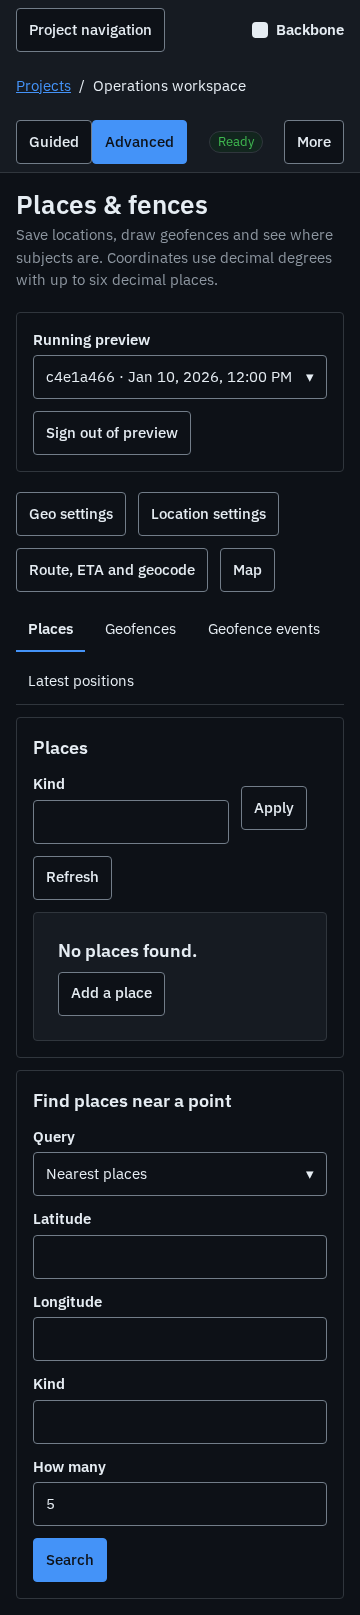 Project navigation
Backbone
Projects / Operations workspace
Guided
Advanced
Ready
More
Places & fences
Save locations, draw geofences and see where
subjects are. Coordinates use decimal degrees
with up to six decimal places.
Running preview
c4e1a466 · Jan 10, 2026, 12:00 PM
Sign out of preview
Geo settings
Location settings
Route, ETA and geocode
Map
Places
Geofences
Geofence events
Latest positions
Places
Kind
Apply
Refresh
No places found.
Add a place
Find places near a point
Query
Nearest places
Latitude
Longitude
Kind
How many
5
Search